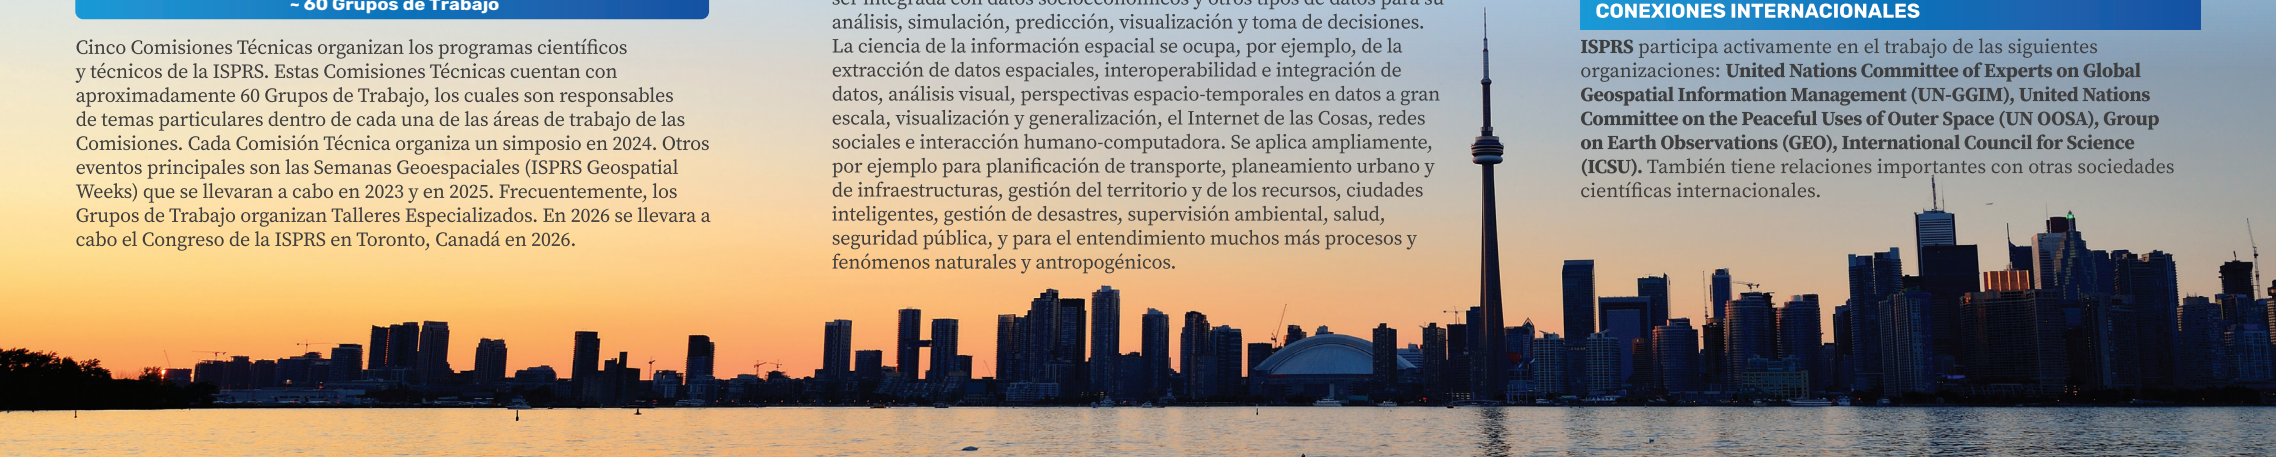 ~ 60 Grupos de Trabajo
Cinco Comisiones Técnicas organizan los programas científicos
y técnicos de la ISPRS. Estas Comisiones Técnicas cuentan con
aproximadamente 60 Grupos de Trabajo, los cuales son responsables
de temas particulares dentro de cada una de las áreas de trabajo de las
Comisiones. Cada Comisión Técnica organiza un simposio en 2024. Otros
eventos principales son las Semanas Geoespaciales (ISPRS Geospatial
Weeks) que se llevaran a cabo en 2023 y en 2025. Frecuentemente, los
Grupos de Trabajo organizan Talleres Especializados. En 2026 se llevara a
cabo el Congreso de la ISPRS en Toronto, Canadá en 2026.
ser integrada con datos socioeconómicos y otros tipos de datos para su
análisis, simulación, predicción, visualización y toma de decisiones.
La ciencia de la información espacial se ocupa, por ejemplo, de la
extracción de datos espaciales, interoperabilidad e integración de
datos, análisis visual, perspectivas espacio-temporales en datos a gran
escala, visualización y generalización, el Internet de las Cosas, redes
sociales e interacción humano-computadora. Se aplica ampliamente,
por ejemplo para planificación de transporte, planeamiento urbano y
de infraestructuras, gestión del territorio y de los recursos, ciudades
inteligentes, gestión de desastres, supervisión ambiental, salud,
seguridad pública, y para el entendimiento muchos más procesos y
fenómenos naturales y antropogénicos.
CONEXIONES INTERNACIONALES
ISPRS participa activamente en el trabajo de las siguientes
organizaciones: United Nations Committee of Experts on Global
Geospatial Information Management (UN-GGIM), United Nations
Committee on the Peaceful Uses of Outer Space (UN OOSA), Group
on Earth Observations (GEO), International Council for Science
(ICSU). También tiene relaciones importantes con otras sociedades
científicas internacionales.